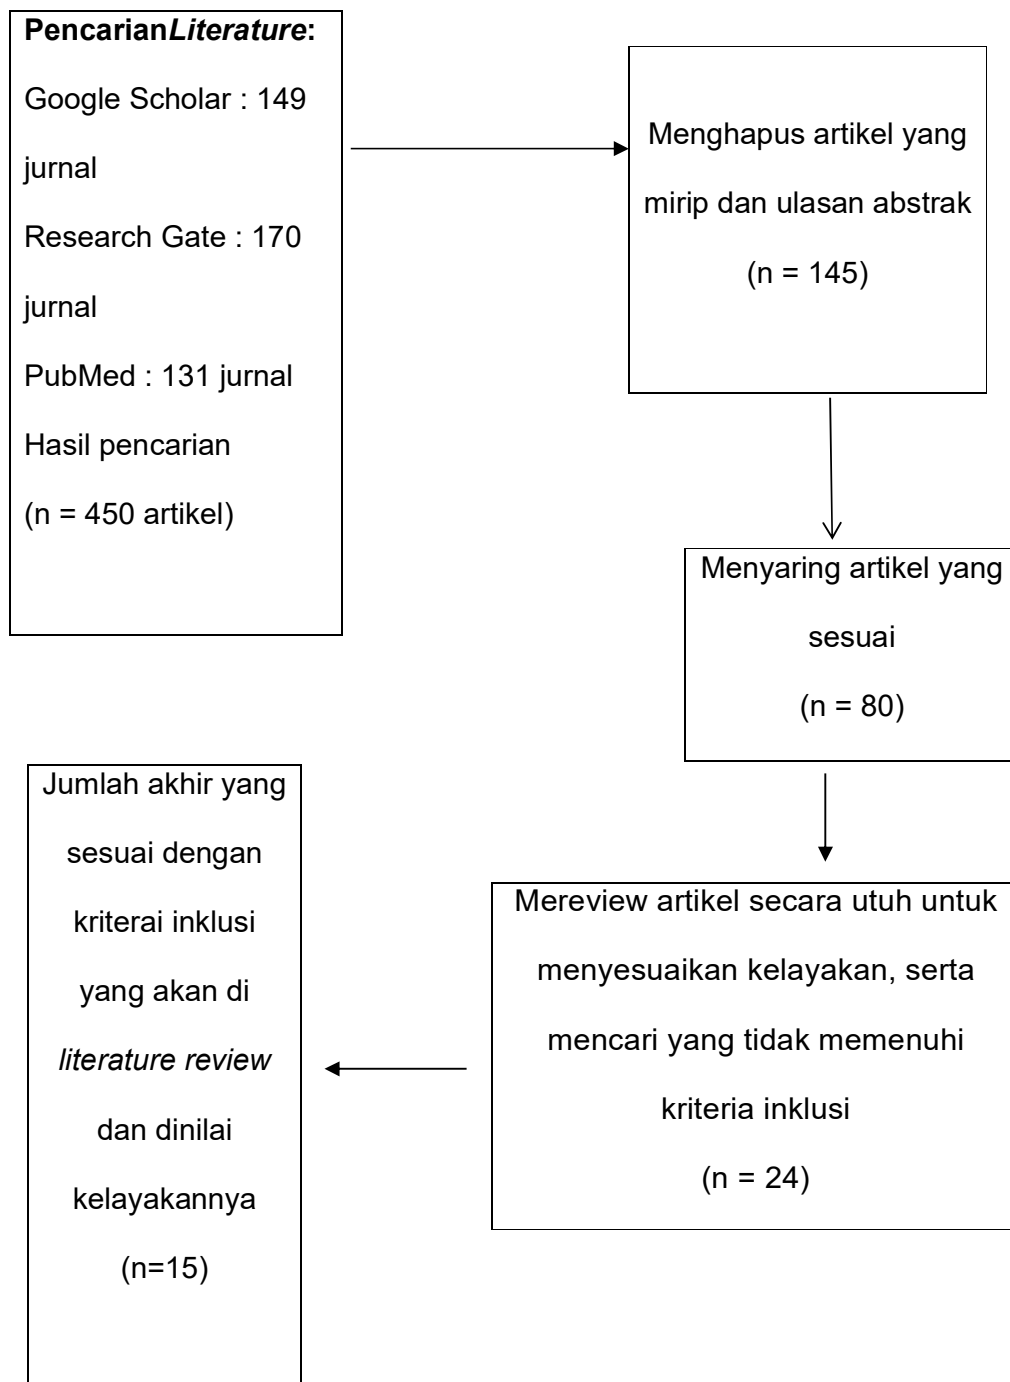 Pencarian Literature:
Google Scholar : 149
jurnal
Research Gate : 170
jurnal
PubMed : 131 jurnal
Hasil pencarian
(n = 450 artikel)
Menghapus artikel yang
mirip dan ulasan abstrak
(n = 145)
Menyaring artikel yang
sesuai
(n = 80)
Mereview artikel secara utuh untuk
menyesuaikan kelayakan, serta
mencari yang tidak memenuhi
kriteria inklusi
(n = 24)
Jumlah akhir yang
sesuai dengan
kriterai inklusi
yang akan di
literature review
dan dinilai
kelayakannya
(n=15)